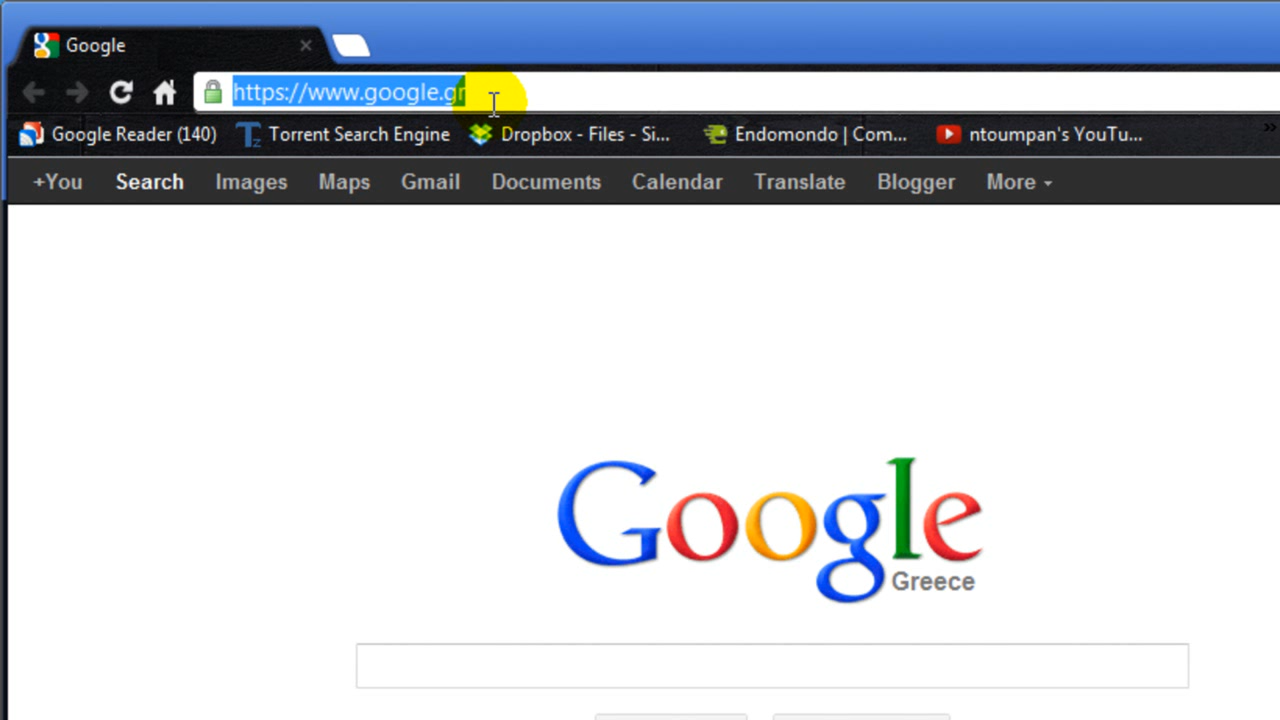 Google
https://www.google.gr
Google Reader (140) Torrent Search Engine Dropbox - Files - Si... Endomondo | Com... ntoumpan's YouTu...
+You Search Images Maps Gmail Documents Calendar Translate Blogger More
Google
Greece